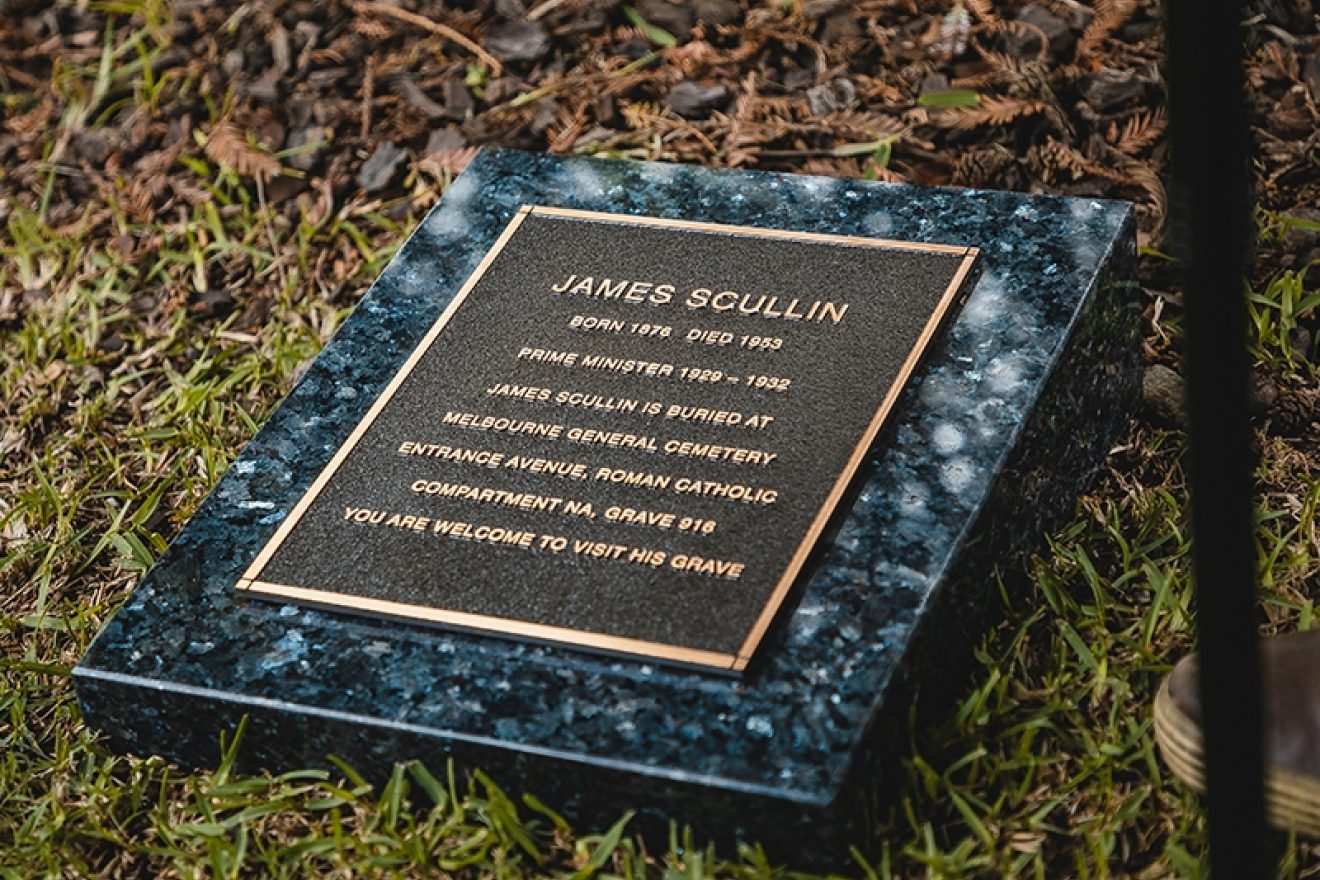 JAMES SCULLIN
BORN 1876 DIED 1953
PRIME MINISTER 1929 – 1932
JAMES SCULLIN IS BURIED AT
MELBOURNE GENERAL CEMETERY
ENTRANCE AVENUE, ROMAN CATHOLIC
COMPARTMENT NA, GRAVE 916
YOU ARE WELCOME TO VISIT HIS GRAVE